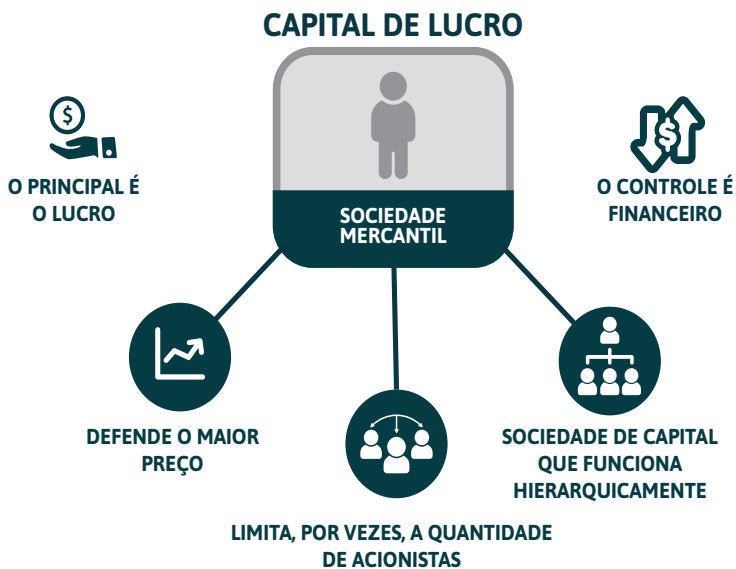 CAPITAL DE LUCRO
O PRINCIPAL É
O LUCRO
SOCIEDADE
MERCANTIL
O CONTROLE É
FINANCEIRO
DEFENDE O MAIOR
PREÇO
LIMITA, POR VEZES, A QUANTIDADE
DE ACIONISTAS
SOCIEDADE DE CAPITAL
QUE FUNCIONA
HIERARQUICAMENTE